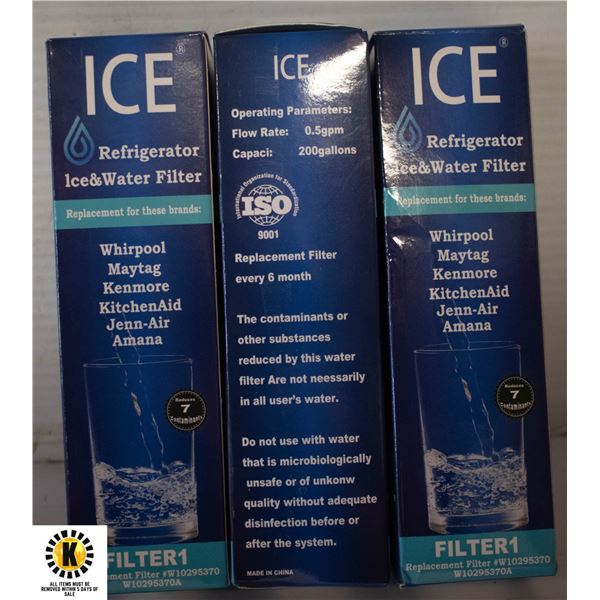 ICE®
Refrigerator
Ice&Water Filter
Replacement for these brands:
Whirpool
Maytag
Kenmore
KitchenAid
Jenn-Air
Amana
Reduces
7
Contaminants
FILTER1
cement Filter #W10295370
W10295370A
K
ALL ITEMS MUST BE
REMOVED WITHIN 5 DAYS OF
SALE
ICE
Operating Parameters:
Flow Rate: 0.5gpm
Capaci: 200gallons
International Organization for Standardization
ISO
9001
Replacement Filter
every 6 month
The contaminants or
other substances
reduced by this water
filter Are not nessarily
in all user's water.
Do not use with water
that is microbiologically
unsafe or of unkonw
quality without adequate
disinfection before or
after the system.
MADE IN CHINA
ICE®
Refrigerator
Ice&Water Filter
Replacement for these brands:
Whirpool
Maytag
Kenmore
KitchenAid
Jenn-Air
Amana
Reduces
7
Contaminants
FILTER1
Replacement Filter #W10295370
W10295370A